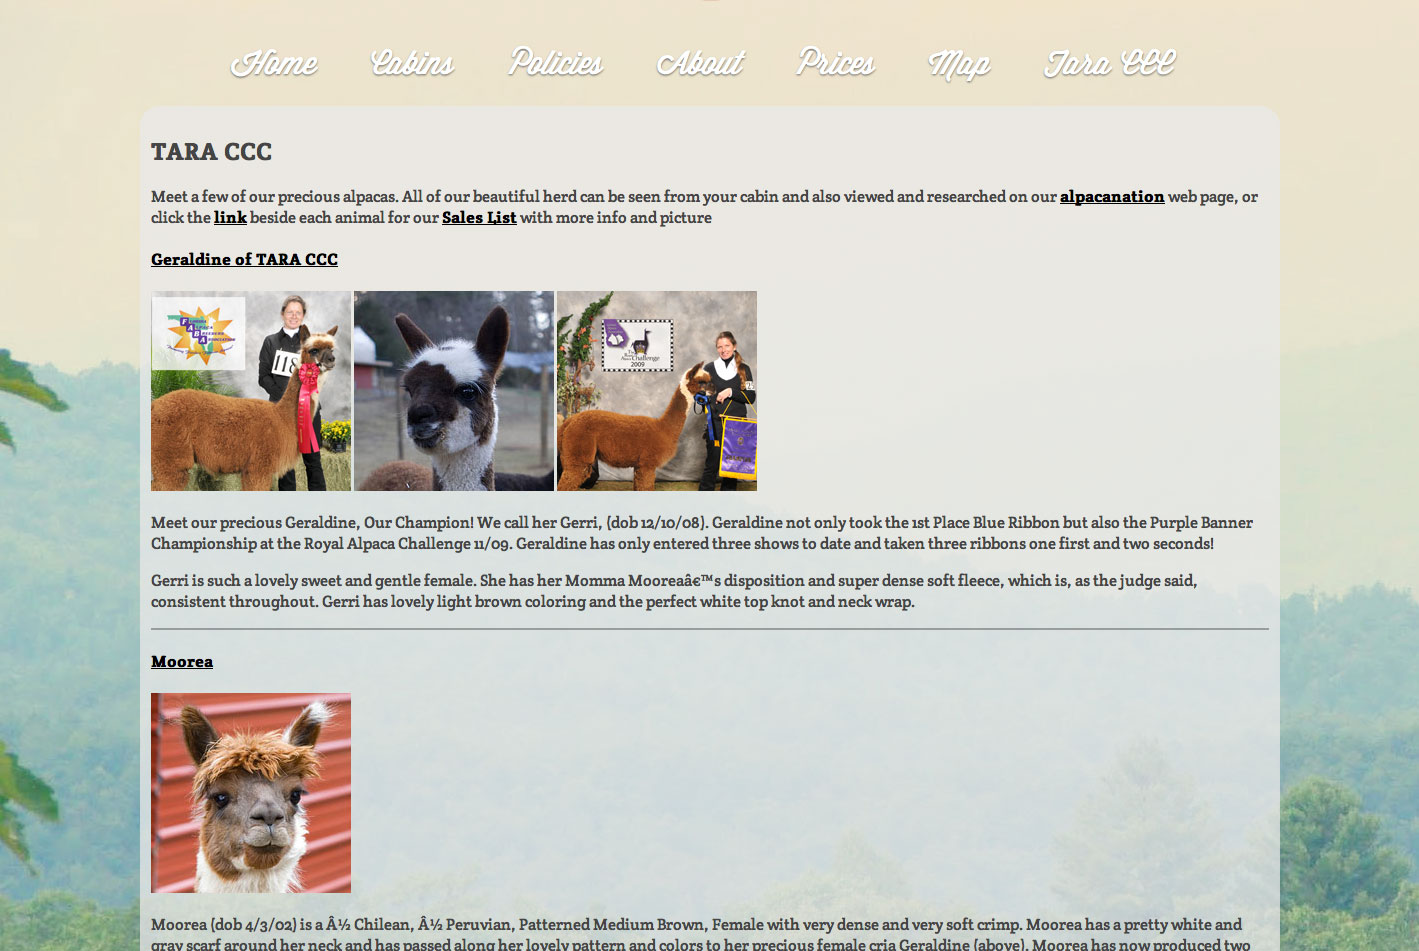 Home Cabins Policies About Prices Map Tara CCC
TARA CCC
Meet a few of our precious alpacas. All of our beautiful herd can be seen from your cabin and also viewed and researched on our alpacanation web page, or
click the link beside each animal for our Sales List with more info and picture
Geraldine of TARA CCC
118
Challenge
2009
Meet our precious Geraldine, Our Champion! We call her Gerri, (dob 12/10/08). Geraldine not only took the 1st Place Blue Ribbon but also the Purple Banner
Championship at the Royal Alpaca Challenge 11/09. Geraldine has only entered three shows to date and taken three ribbons one first and two seconds!
Gerri is such a lovely sweet and gentle female. She has her Momma Mooreaâ€™s disposition and super dense soft fleece, which is, as the judge said,
consistent throughout. Gerri has lovely light brown coloring and the perfect white top knot and neck wrap.
Moorea
Moorea (dob 4/3/02) is a Â½ Chilean, Â½ Peruvian, Patterned Medium Brown, Female with very dense and very soft crimp. Moorea has a pretty white and
gray scarf around her neck and has passed along her lovely pattern and colors to her precious female cria Geraldine (above). Moorea has now produced two